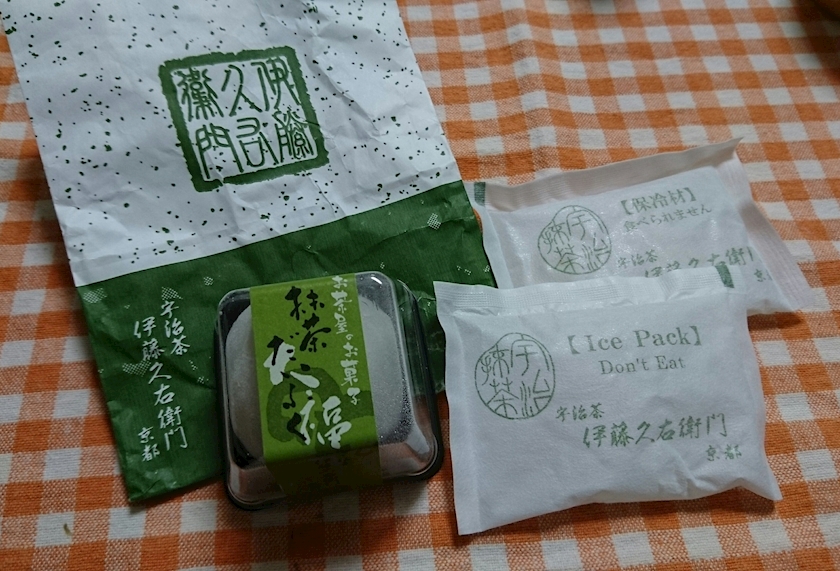 伊藤
久右
衛門
宇治茶
伊藤久右衛門
京都
お茶屋のお菓子
抹茶
だいふく
福
【保冷材】
食べられません
宇治
抹茶
宇治茶
伊藤久右衛門
京都
【Ice Pack】
Don't Eat
宇治
抹茶
宇治茶
伊藤久右衛門
京都